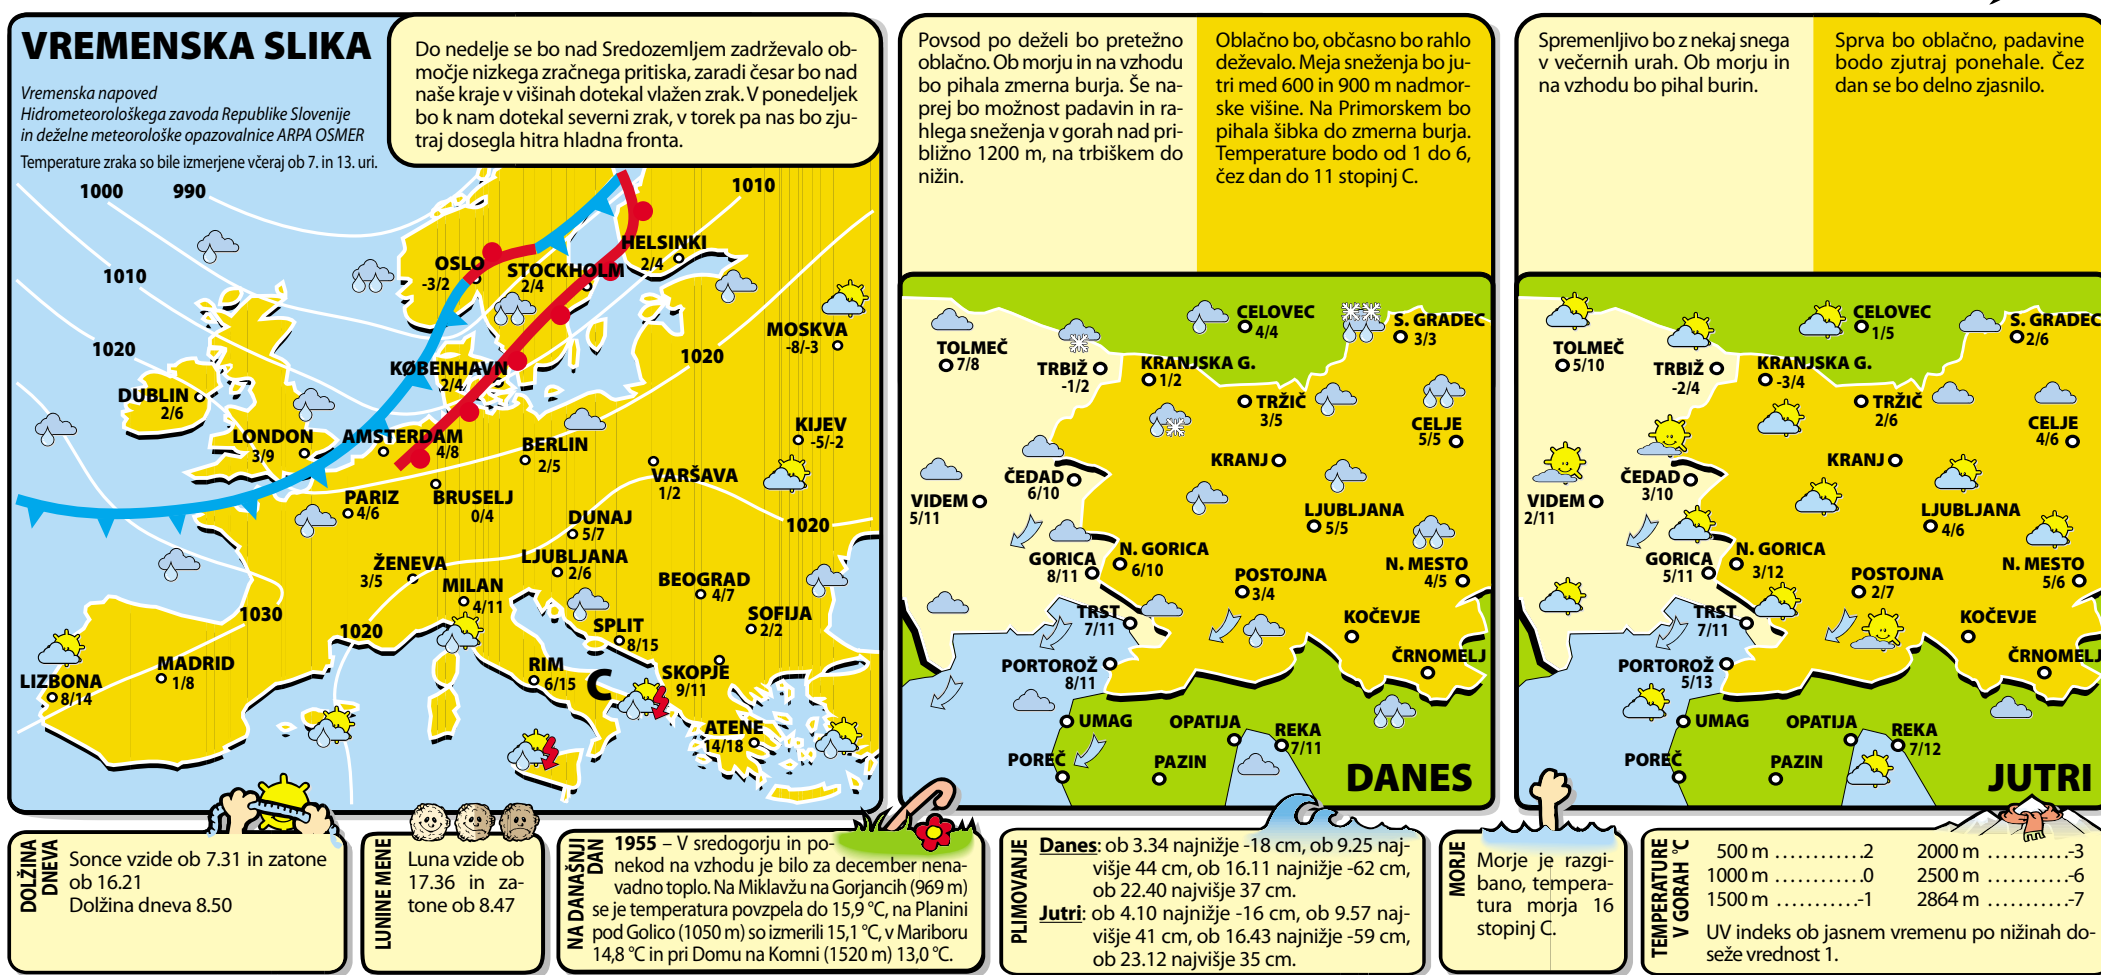 VREMENSKA SLIKA
Vremenska napoved
Hidrometeorološkega zavoda Republike Slovenije
in deželne meteorološke opazovalnice ARPA OSMER
Temperature zraka so bile izmerjene včeraj ob 7. in 13. uri.
Do nedelje se bo nad Sredozemljem zadrževalo ob-
močje nizkega zračnega pritiska, zaradi česar bo nad
naše kraje v višinah dotekal vlažen zrak. V ponedeljek
bo k nam dotekal severni zrak, v torek pa nas bo zju-
traj dosegla hitra hladna fronta.
1000
990
1010
1010
HELSINKI
2/4
OSLO
-3/2
STOCKHOLM
2/4
1020
MOSKVA
-8/-3
1020
KØBENHAVN
2/4
DUBLIN
2/6
LONDON
3/9
AMSTERDAM
4/8
BERLIN
2/5
KIJEV
-5/-2
VARŠAVA
1/2
PARIZ
4/6
BRUSELJ
0/4
DUNAJ
5/7
1020
ŽENEVA
3/5
LJUBLJANA
2/6
MILAN
4/11
BEOGRAD
4/7
1030
1020
SPLIT
8/15
SOFIJA
2/2
LIZBONA
8/14
MADRID
1/8
RIM
6/15
C
SKOPJE
9/11
ATENE
14/18
Povsod po deželi bo pretežno
oblačno. Ob morju in na vzhodu
bo pihala zmerna burja. Še na-
prej bo možnost padavin in ra-
hlega sneženja v gorah nad pri-
bližno 1200 m, na trbiškem do
nižin.
Oblačno bo, občasno bo rahlo
deževalo. Meja sneženja bo ju-
tri med 600 in 900 m nadmor-
ske višine. Na Primorskem bo
pihala šibka do zmerna burja.
Temperature bodo od 1 do 6,
čez dan do 11 stopinj C.
TOLMEČ
7/8
TRBIŽ
-1/2
CELOVEC
4/4
S. GRADEC
3/3
KRANJSKA G.
1/2
TRŽIČ
3/5
CELJE
5/5
KRANJ
ČEDAD
6/10
VIDEM
5/11
LJUBLJANA
5/5
GORICA
8/11
N. GORICA
6/10
POSTOJNA
3/4
N. MESTO
4/5
TRST
7/11
KOČEVJE
PORTOROŽ
8/11
ČRNOMELJ
UMAG
OPATIJA
REKA
7/11
POREČ
PAZIN
DANES
Spremenljivo bo z nekaj snega
v večernih urah. Ob morju in
na vzhodu bo pihal burin.
Sprva bo oblačno, padavine
bodo zjutraj ponehale. Čez
dan se bo delno zjasnilo.
TOLMEČ
5/10
TRBIŽ
-2/4
CELOVEC
1/5
S. GRADEC
2/6
KRANJSKA G.
-3/4
TRŽIČ
2/6
CELJE
4/6
KRANJ
ČEDAD
3/10
VIDEM
2/11
LJUBLJANA
4/6
GORICA
5/11
N. GORICA
3/12
POSTOJNA
2/7
N. MESTO
5/6
TRST
7/11
KOČEVJE
PORTOROŽ
5/13
ČRNOMELJ
UMAG
OPATIJA
REKA
7/12
POREČ
PAZIN
JUTRI
DOLŽINA
DNEVA
Sonce vzide ob 7.31 in zatone
ob 16.21
Dolžina dneva 8.50
LUNINE MENE
Luna vzide ob
17.36 in za-
tone ob 8.47
NA DANAŠNJI
DAN
1955 – V sredogorju in po-
nekod na vzhodu je bilo za december nena-
vadno toplo. Na Miklavžu na Gorjancih (969 m)
se je temperatura povzpela do 15,9 °C, na Planini
pod Golico (1050 m) so izmerili 15,1 °C, v Mariboru
14,8 °C in pri Domu na Komni (1520 m) 13,0 °C.
PLIMOVANJE
Danes: ob 3.34 najnižje -18 cm, ob 9.25 naj-
višje 44 cm, ob 16.11 najnižje -62 cm,
ob 22.40 najvišje 37 cm.
Jutri: ob 4.10 najnižje -16 cm, ob 9.57 naj-
višje 41 cm, ob 16.43 najnižje -59 cm,
ob 23.12 najvišje 35 cm.
MORJE
Morje je razgi-
bano, tempera-
tura morja 16
stopinj C.
TEMPERATURE
V GORAH °C
500 m ...........2
1000 m ...........0
1500 m ..........-1
2000 m ..........-3
2500 m ..........-6
2864 m ..........-7
UV indeks ob jasnem vremenu po nižinah do-
seže vrednost 1.